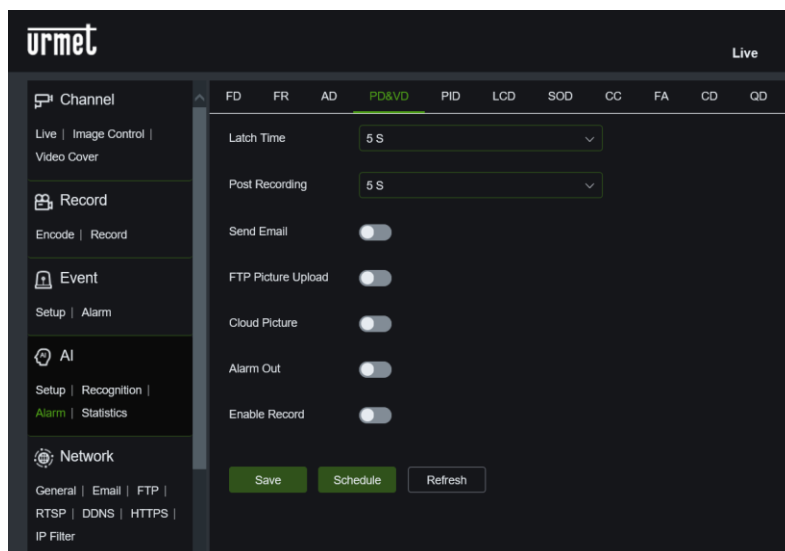 urmet
Live
Channel
Live | Image Control |
Video Cover
Record
Encode | Record
Event
Setup | Alarm
AI
Setup | Recognition |
Alarm | Statistics
Network
General | Email | FTP |
RTSP | DDNS | HTTPS |
IP Filter
FD FR AD PD&VD PID LCD SOD CC FA CD QD
Latch Time 5 S
Post Recording 5 S
Send Email
FTP Picture Upload
Cloud Picture
Alarm Out
Enable Record
Save Schedule Refresh